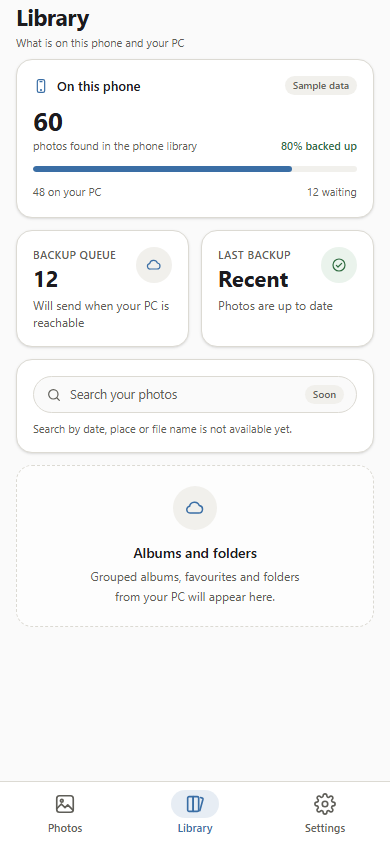 Library
What is on this phone and your PC
On this phone
Sample data
60
photos found in the phone library
80% backed up
48 on your PC
12 waiting
BACKUP QUEUE
12
Will send when your PC is
reachable
LAST BACKUP
Recent
Photos are up to date
Search your photos
Soon
Search by date, place or file name is not available yet.
Albums and folders
Grouped albums, favourites and folders
from your PC will appear here.
Photos
Library
Settings